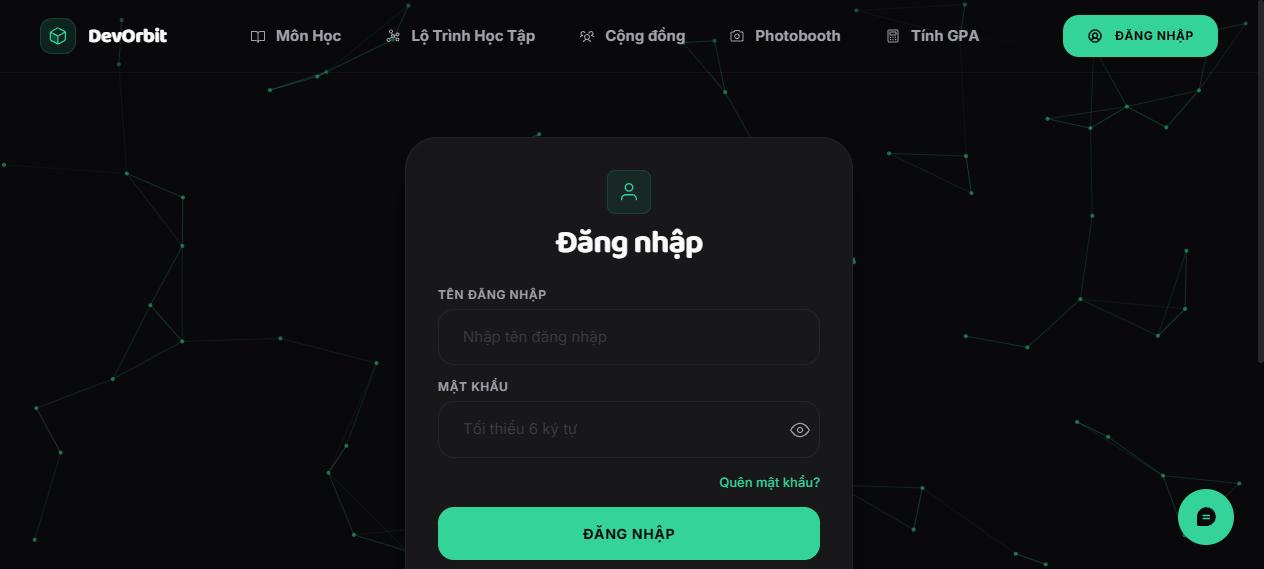 DevOrbit
Môn Học
Lộ Trình Học Tập
Cộng đồng
Photobooth
Tính GPA
ĐĂNG NHẬP
Đăng nhập
TÊN ĐĂNG NHẬP
Nhập tên đăng nhập
MẬT KHẨU
Tối thiểu 6 ký tự
Quên mật khẩu?
ĐĂNG NHẬP